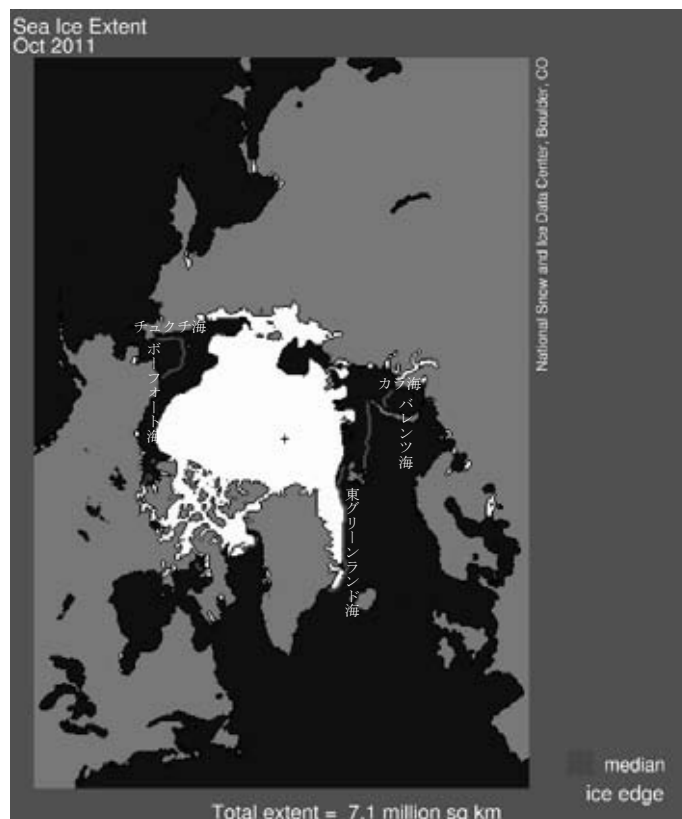 Sea Ice Extent
Oct 2011
National Snow and Ice Data Center, Boulder, CO
チュクチ海
ボーフォート海
カラ海
バレンツ海
東グリーンランド海
median
ice edge
Total extent = 7.1 million sq km